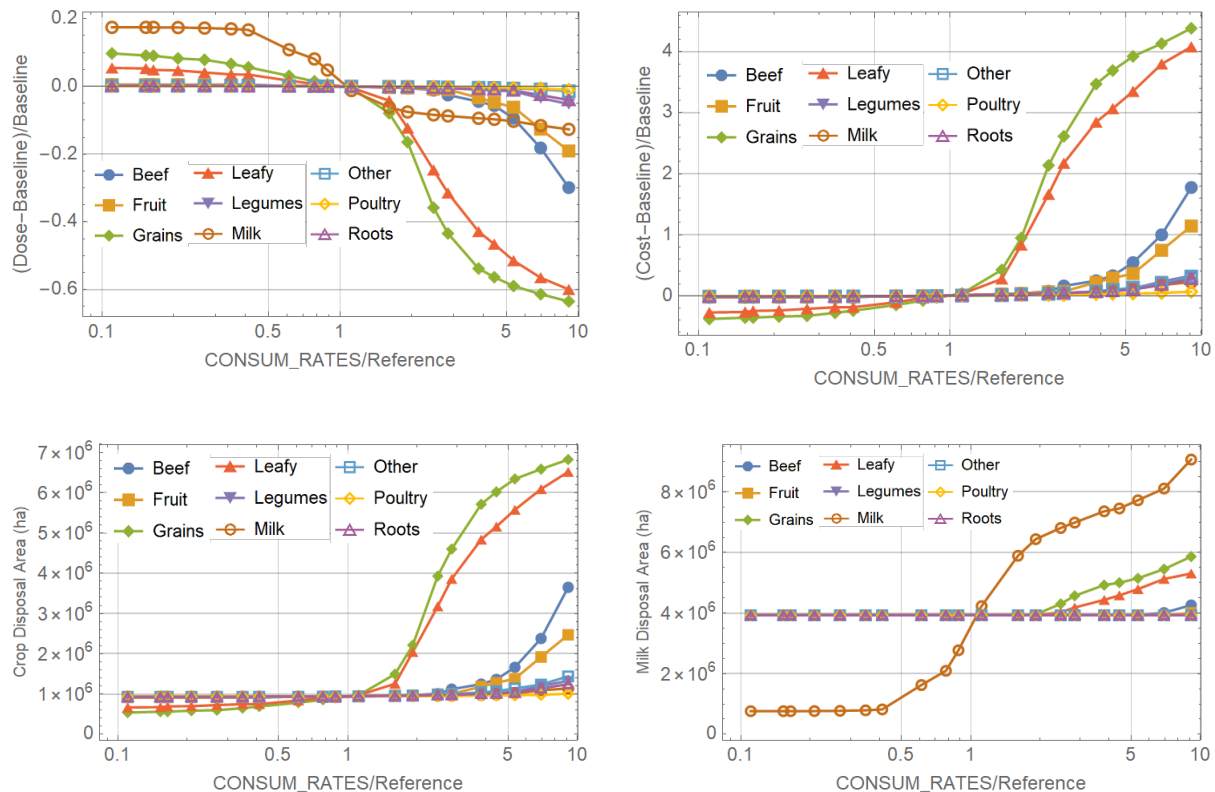 0.2
0.0
−0.2
−0.4
−0.6
(Dose−Baseline)/Baseline
Beef
Leafy
Other
Fruit
Legumes
Poultry
Grains
Milk
Roots
0.1
0.5
1
5
10
CONSUM_RATES/Reference
4
3
2
1
0
(Cost−Baseline)/Baseline
Beef
Leafy
Other
Fruit
Legumes
Poultry
Grains
Milk
Roots
0.1
0.5
1
5
10
CONSUM_RATES/Reference
7 × 10⁶
6 × 10⁶
5 × 10⁶
4 × 10⁶
3 × 10⁶
2 × 10⁶
1 × 10⁶
0
Crop Disposal Area (ha)
Beef
Leafy
Other
Fruit
Legumes
Poultry
Grains
Milk
Roots
0.1
0.5
1
5
10
CONSUM_RATES/Reference
8 × 10⁶
6 × 10⁶
4 × 10⁶
2 × 10⁶
0
Milk Disposal Area (ha)
Beef
Leafy
Other
Fruit
Legumes
Poultry
Grains
Milk
Roots
0.1
0.5
1
5
10
CONSUM_RATES/Reference